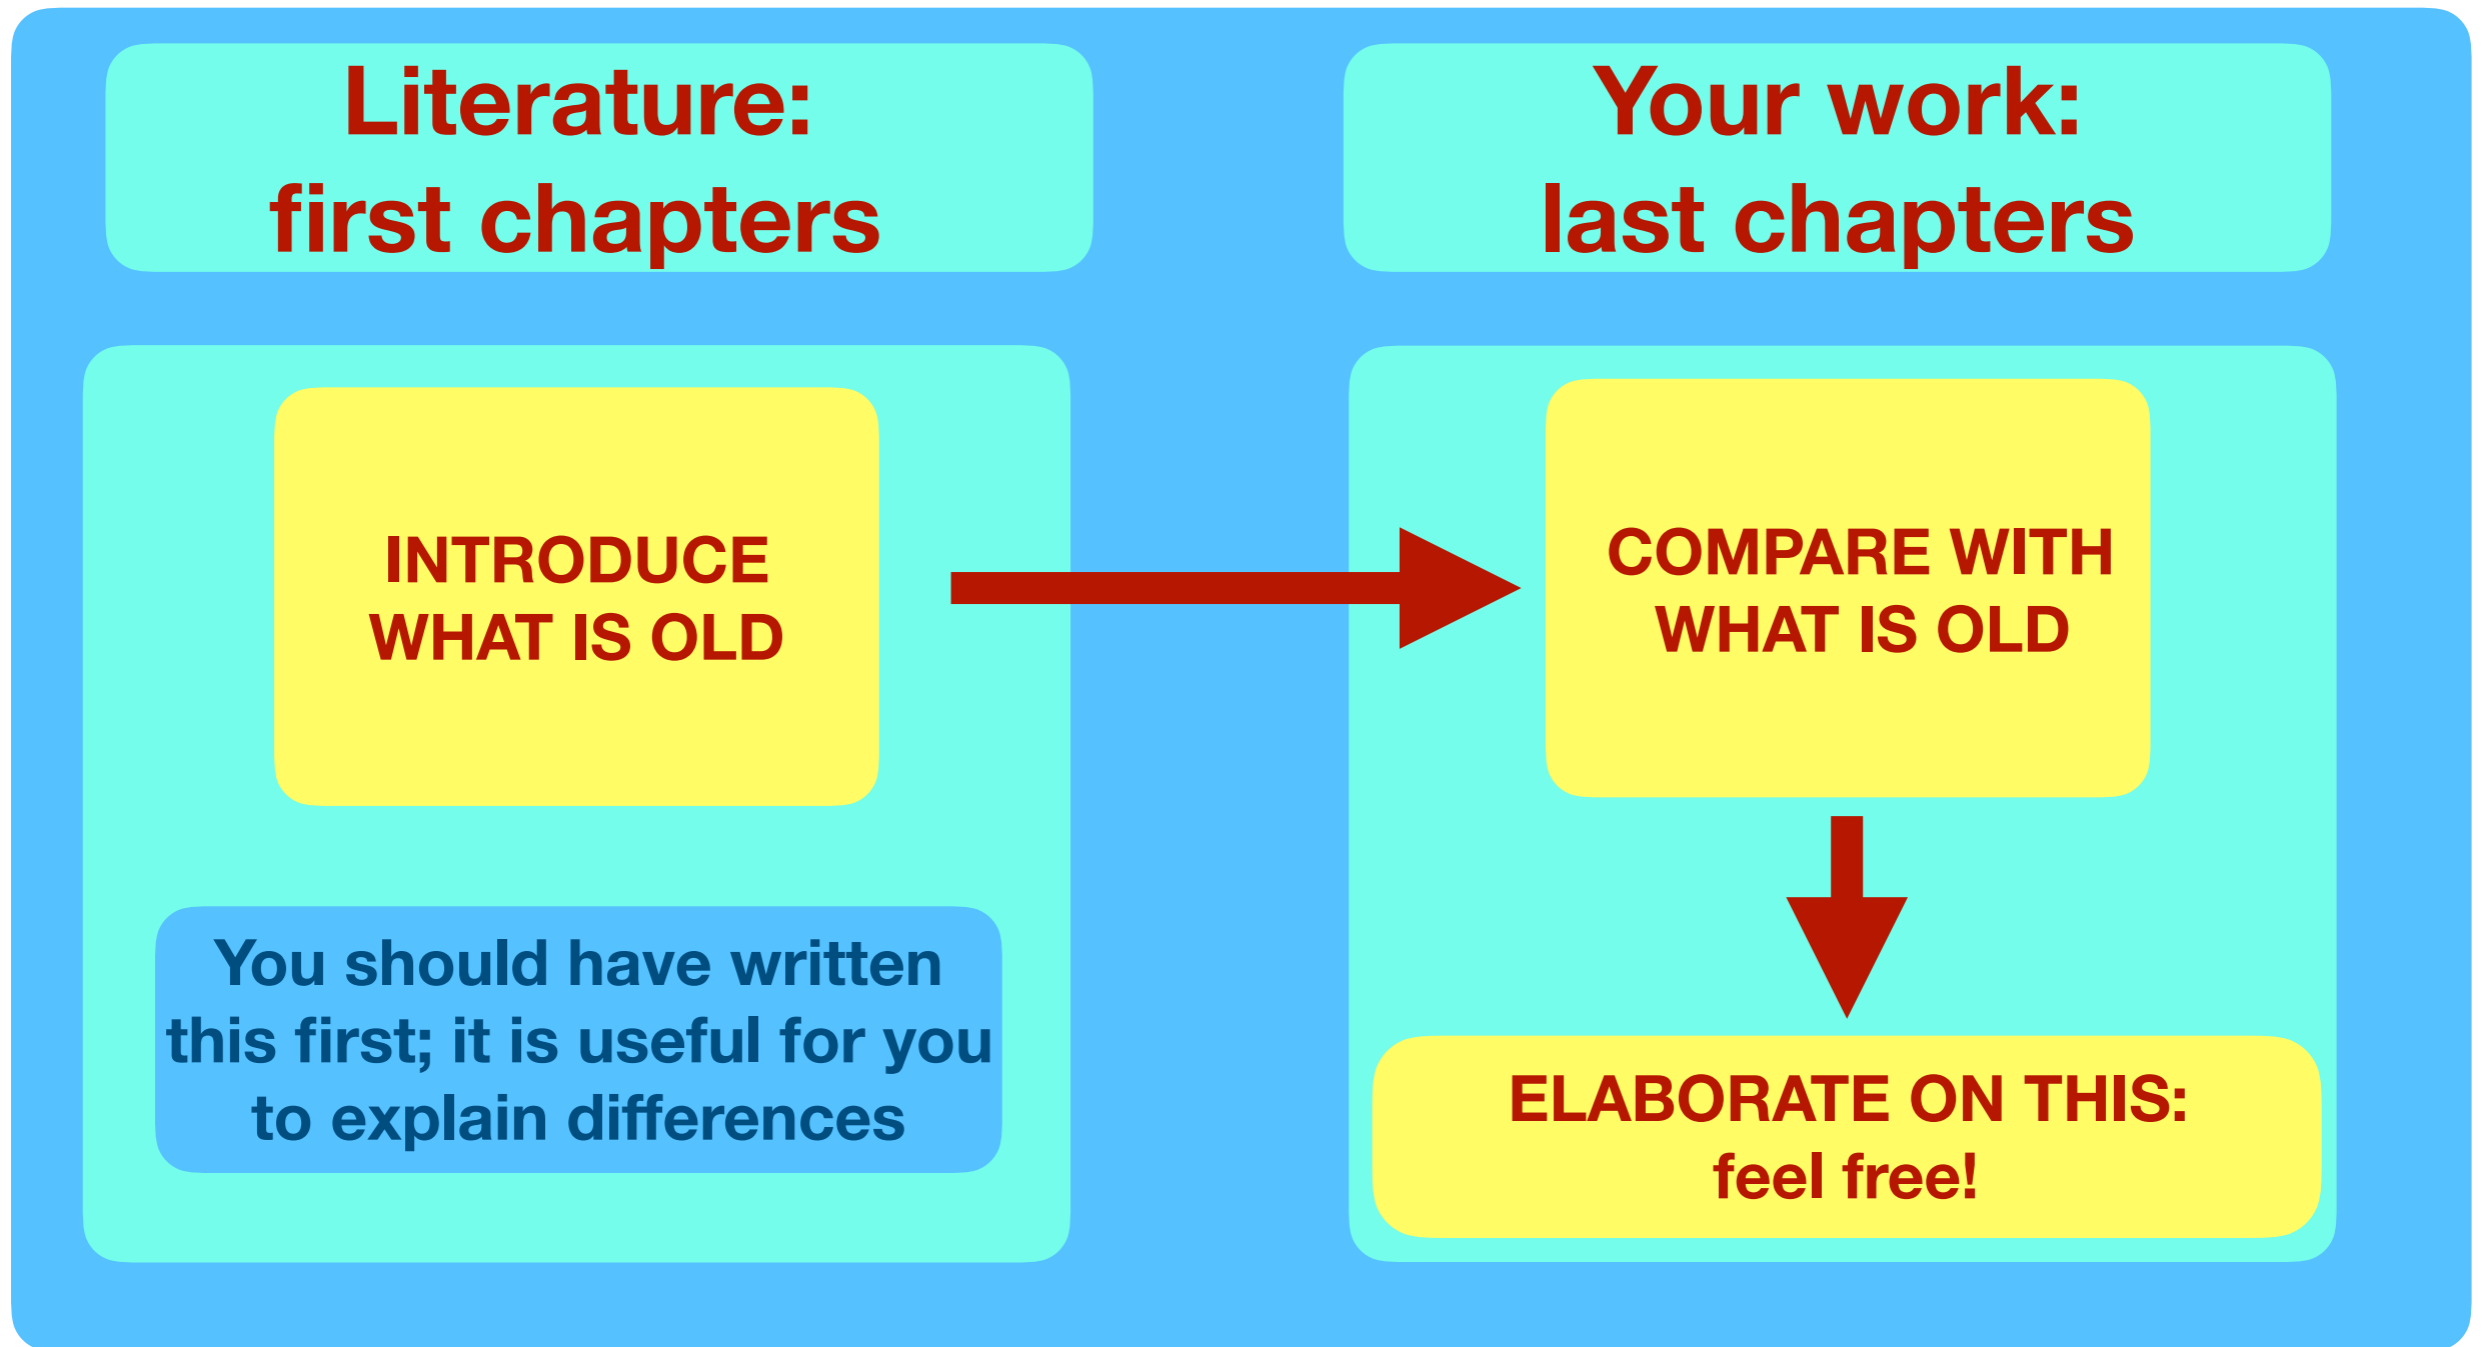 Literature:
first chapters
Your work:
last chapters
INTRODUCE
WHAT IS OLD
You should have written
this first; it is useful for you
to explain differences
COMPARE WITH
WHAT IS OLD
ELABORATE ON THIS:
feel free!